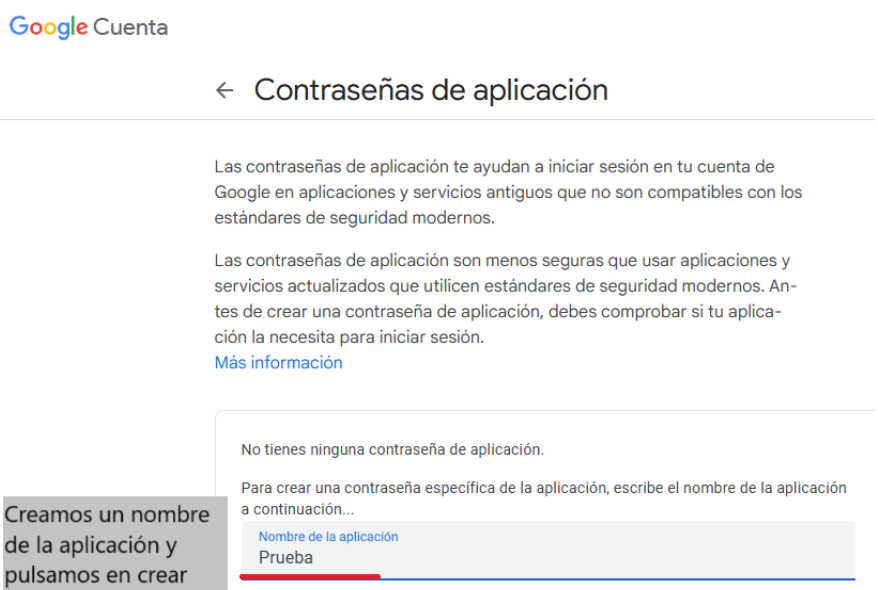 Google Cuenta
← Contraseñas de aplicación
Las contraseñas de aplicación te ayudan a iniciar sesión en tu cuenta de
Google en aplicaciones y servicios antiguos que no son compatibles con los
estándares de seguridad modernos.
Las contraseñas de aplicación son menos seguras que usar aplicaciones y
servicios actualizados que utilicen estándares de seguridad modernos. An-
tes de crear una contraseña de aplicación, debes comprobar si tu aplica-
ción la necesita para iniciar sesión.
Más información
No tienes ninguna contraseña de aplicación.
Para crear una contraseña específica de la aplicación, escribe el nombre de la aplicación
a continuación...
Nombre de la aplicación
Prueba
Creamos un nombre
de la aplicación y
pulsamos en crear